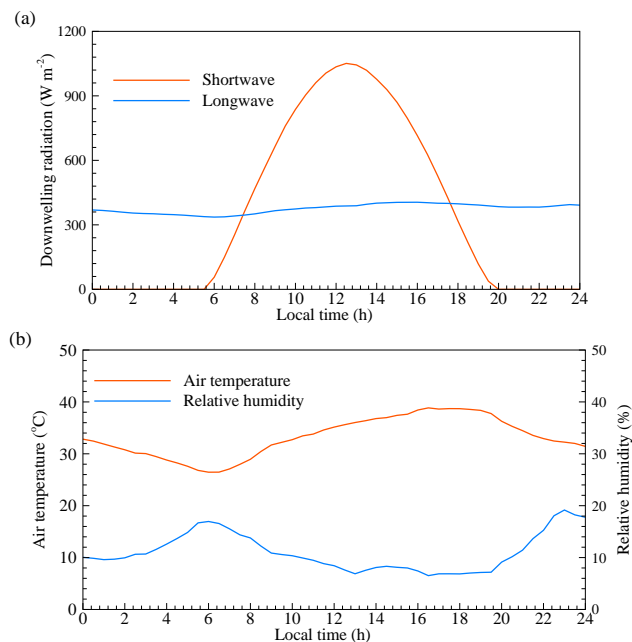 (a)
1200
900
600
300
0
Downwelling radiation (W m-2)
Shortwave
Longwave
0 2 4 6 8 10 12 14 16 18 20 22 24
Local time (h)
(b)
50 50
40 40
30 30
20 20
10 10
0 0
Air temperature (°C)
Relative humidity (%)
Air temperature
Relative humidity
0 2 4 6 8 10 12 14 16 18 20 22 24
Local time (h)